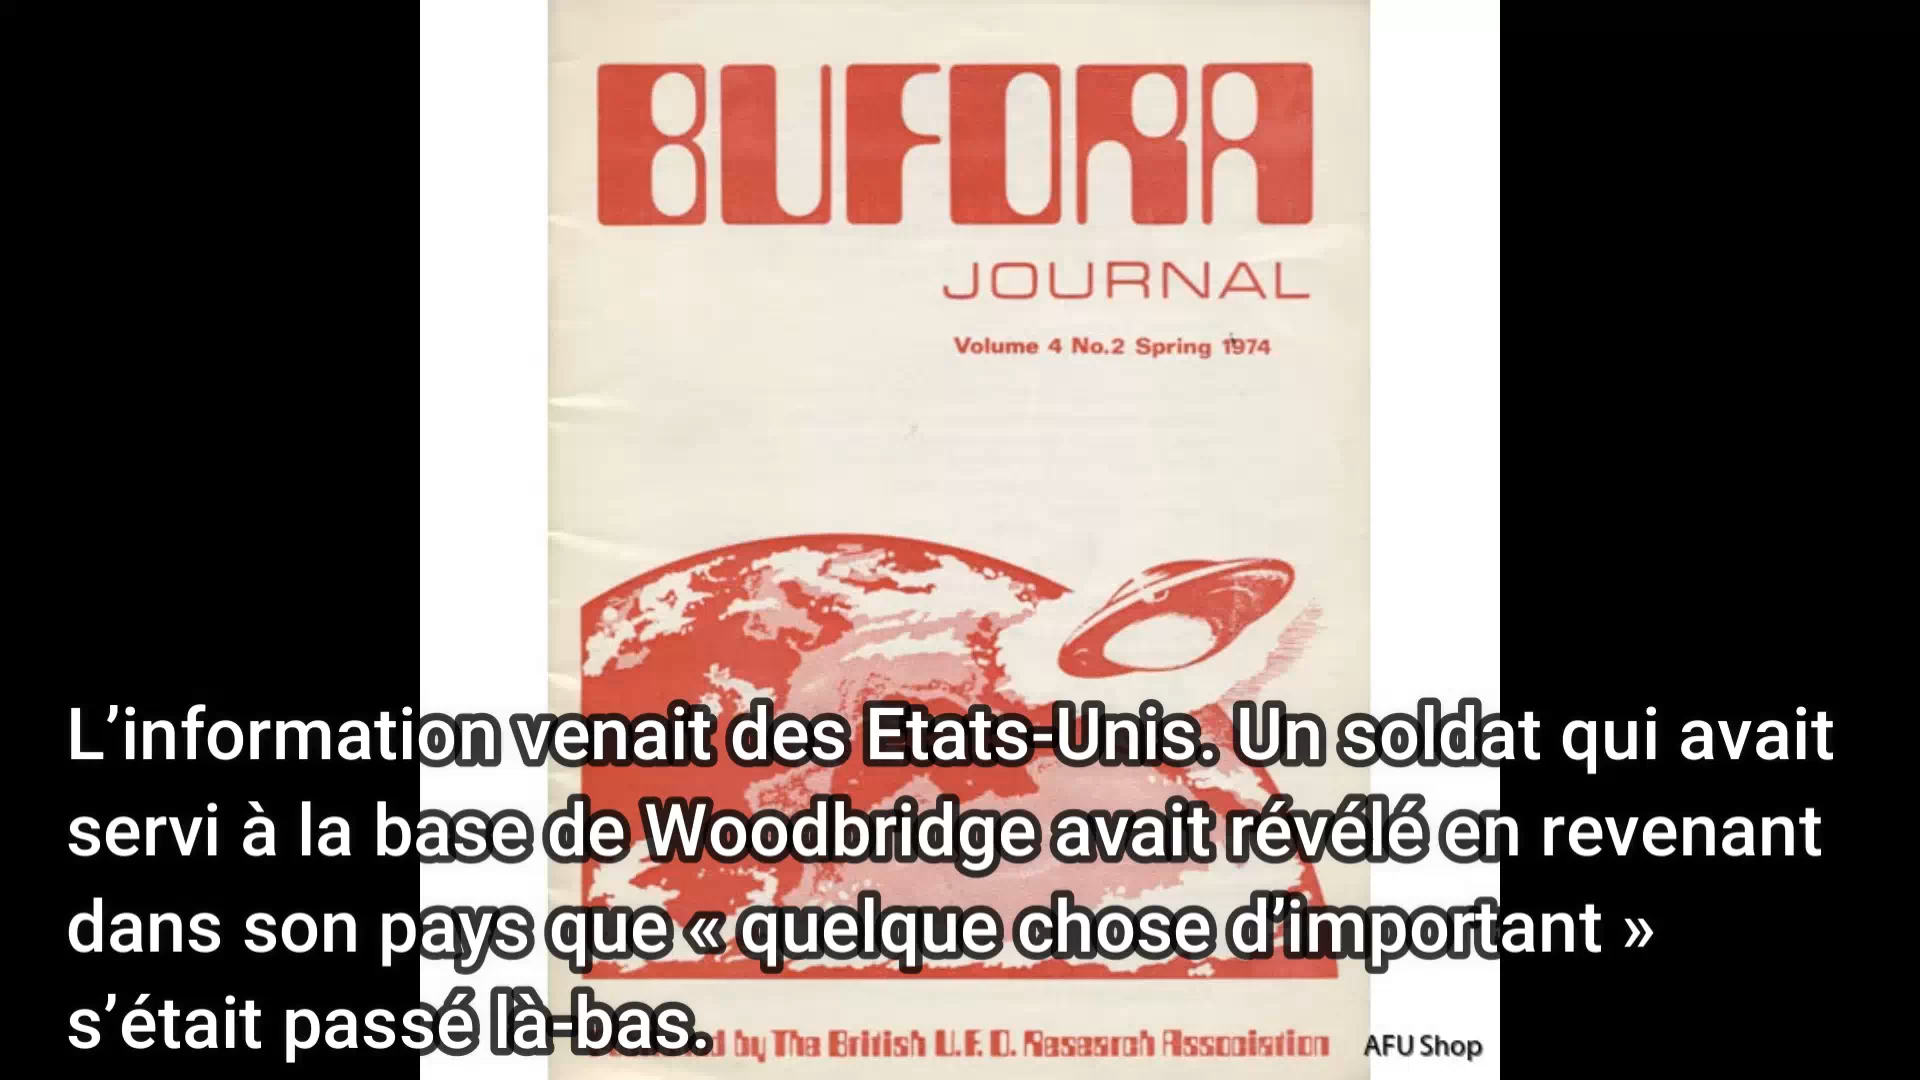 BUFORA
JOURNAL
Volume 4 No.2 Spring 1974
L’information venait des Etats-Unis. Un soldat qui avait
servi à la base de Woodbridge avait révélé en revenant
dans son pays que « quelque chose d’important »
s’était passé là-bas.
by The British U.F.O. Research Association
AFU Shop